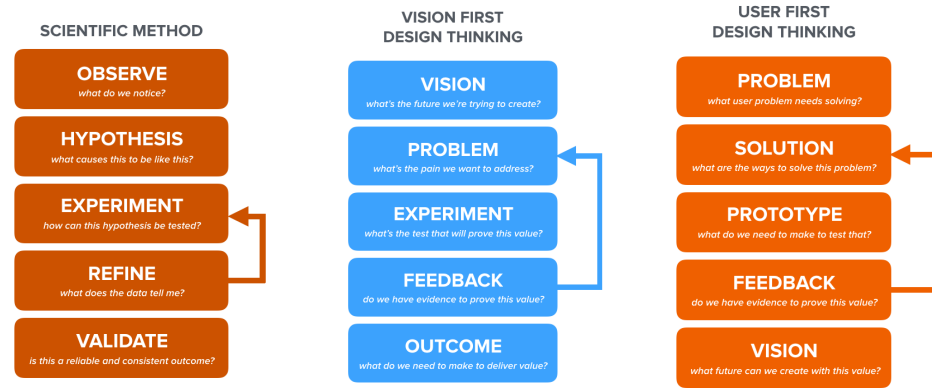 SCIENTIFIC METHOD
OBSERVE
what do we notice?
HYPOTHESIS
what causes this to be like this?
EXPERIMENT
how can this hypothesis be tested?
REFINE
what does the data tell me?
VALIDATE
is this a reliable and consistent outcome?
VISION FIRST
DESIGN THINKING
VISION
what's the future we're trying to create?
PROBLEM
what's the pain we want to address?
EXPERIMENT
what's the test that will prove this value?
FEEDBACK
do we have evidence to prove this value?
OUTCOME
what do we need to make to deliver value?
USER FIRST
DESIGN THINKING
PROBLEM
what user problem needs solving?
SOLUTION
what are the ways to solve this problem?
PROTOTYPE
what do we need to make to test that?
FEEDBACK
do we have evidence to prove this value?
VISION
what future can we create with this value?